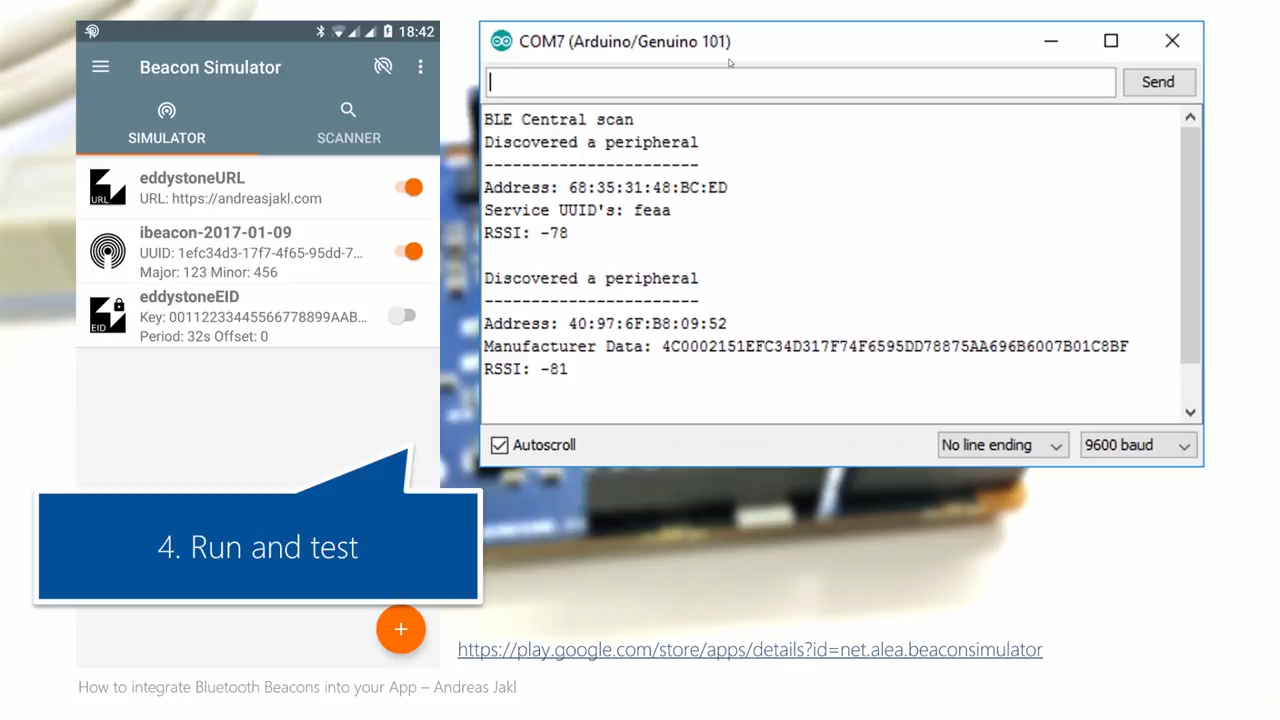 18:42
Beacon Simulator
SIMULATOR
SCANNER
eddystoneURL
URL: https://andreasjakl.com
URL
ibeacon-2017-01-09
UUID: 1efc34d3-17f7-4f65-95dd-7...
Major: 123 Minor: 456
eddystoneEID
Key: 00112233445566778899AAB...
EID
Period: 32s Offset: 0
4. Run and test
+
COM7 (Arduino/Genuino 101)
Send
BLE Central scan
Discovered a peripheral
-----------------------
Address: 68:35:31:48:BC:ED
Service UUID's: feaa
RSSI: -78
Discovered a peripheral
-----------------------
Address: 40:97:6F:B8:09:52
Manufacturer Data: 4C0002151EFC34D317F74F6595DD78875AA696B6007B01C8BF
RSSI: -81
Autoscroll
No line ending
9600 baud
https://play.google.com/store/apps/details?id=net.alea.beaconsimulator
How to integrate Bluetooth Beacons into your App – Andreas Jakl